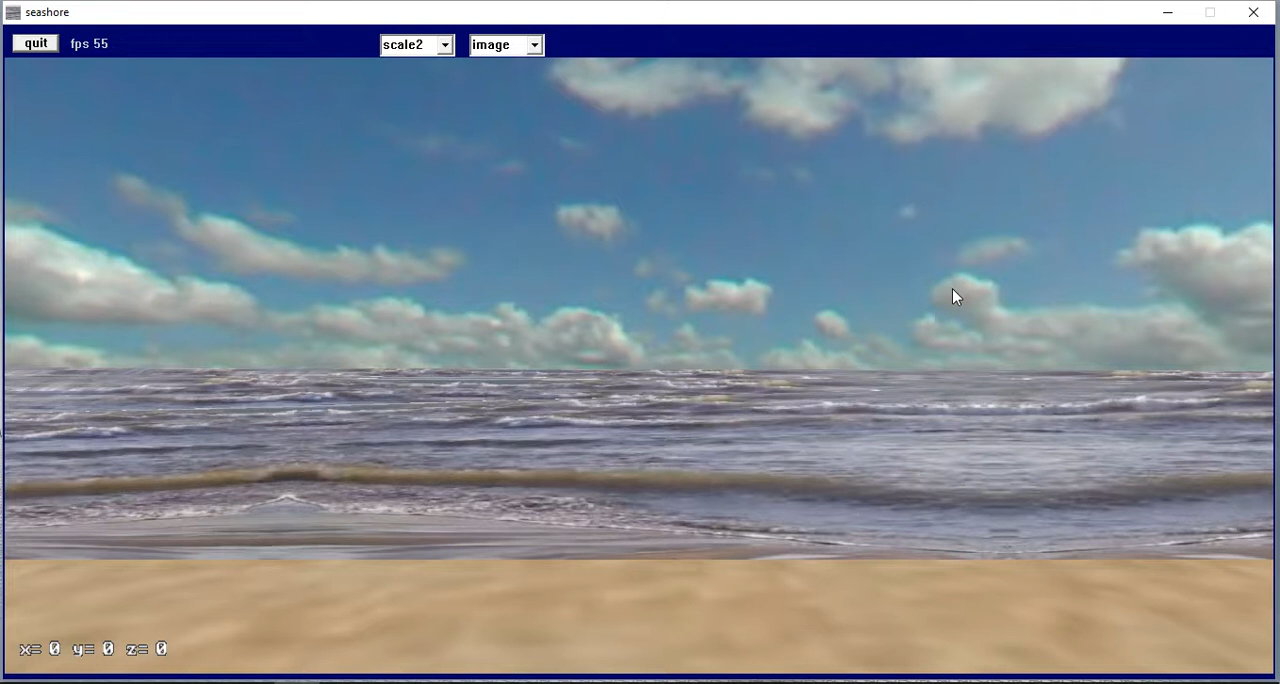 seashore
quit fps 55 scale2 image
x= 0 y= 0 z= 0